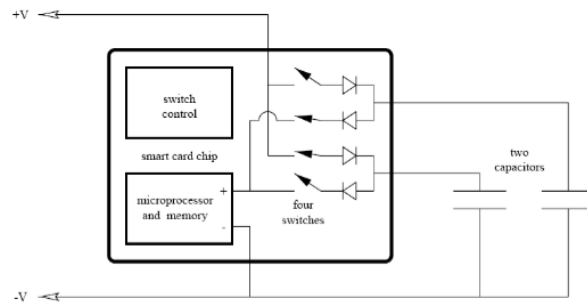 +V
switch
control
smart card chip
two
capacitors
microprocessor
and memory
+
-
four
switches
-V